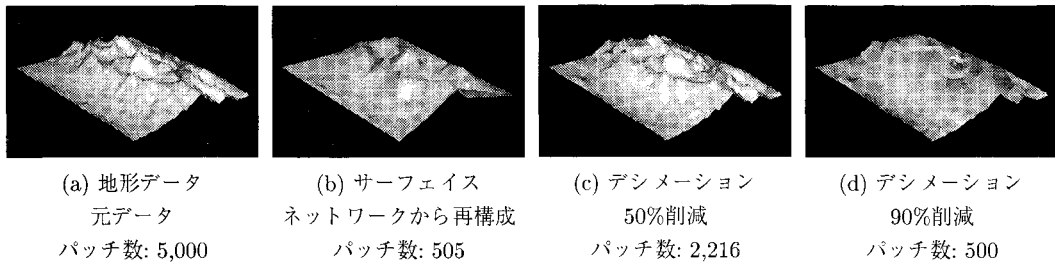 (a) 地形データ
元データ
パッチ数: 5,000
(b) サーフェイス
ネットワークから再構成
パッチ数: 505
(c) デシメーション
50%削減
パッチ数: 2,216
(d) デシメーション
90%削減
パッチ数: 500